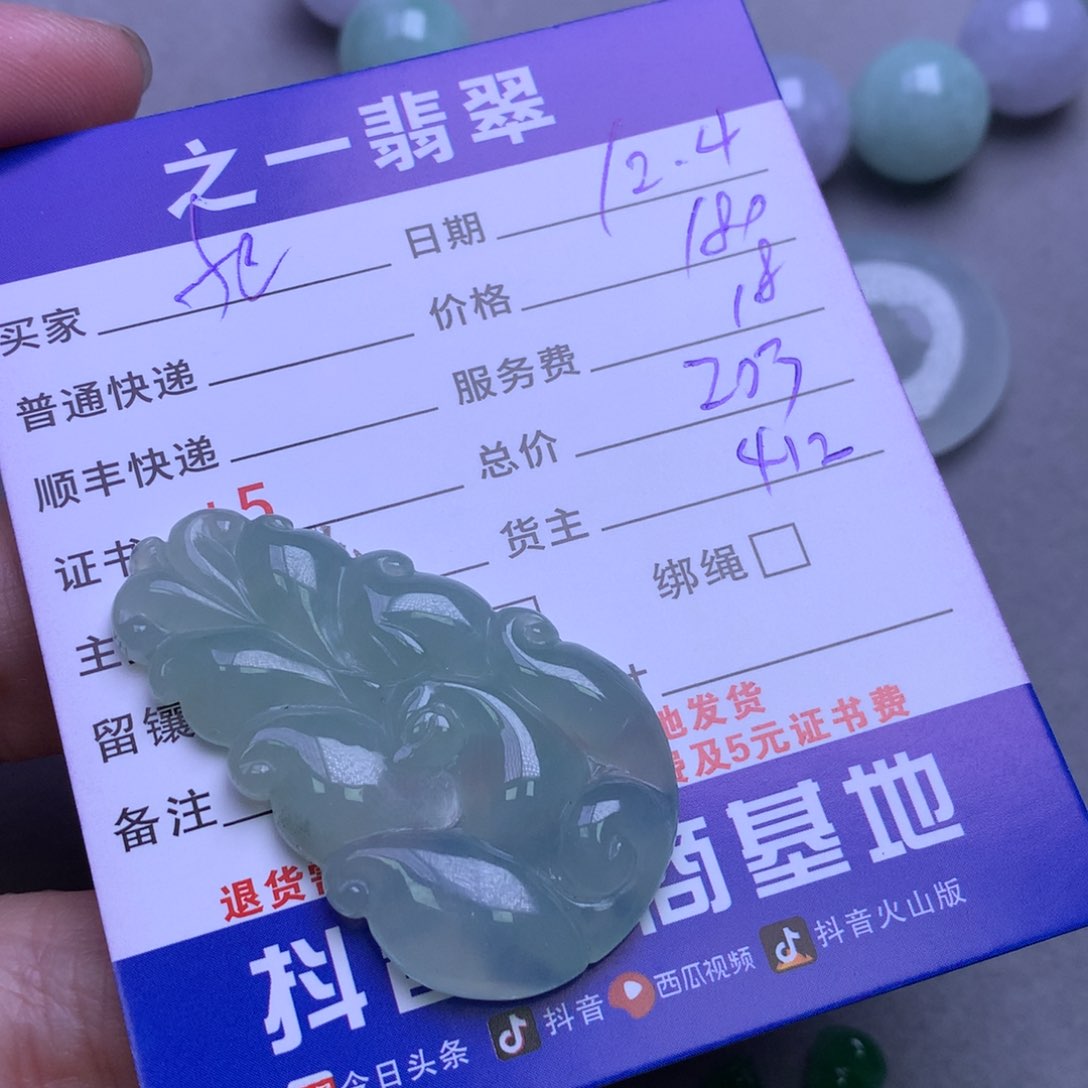 之一翡翠
买家 日期 12.4
普通快递 价格 180
顺丰快递 服务费 18
证书 +5 总价 203
货主 412
主 绑绳
留镶
备注
地发货
费及5元证书费
退货
抖音 商基地
今日头条 抖音 西瓜视频 抖音火山版